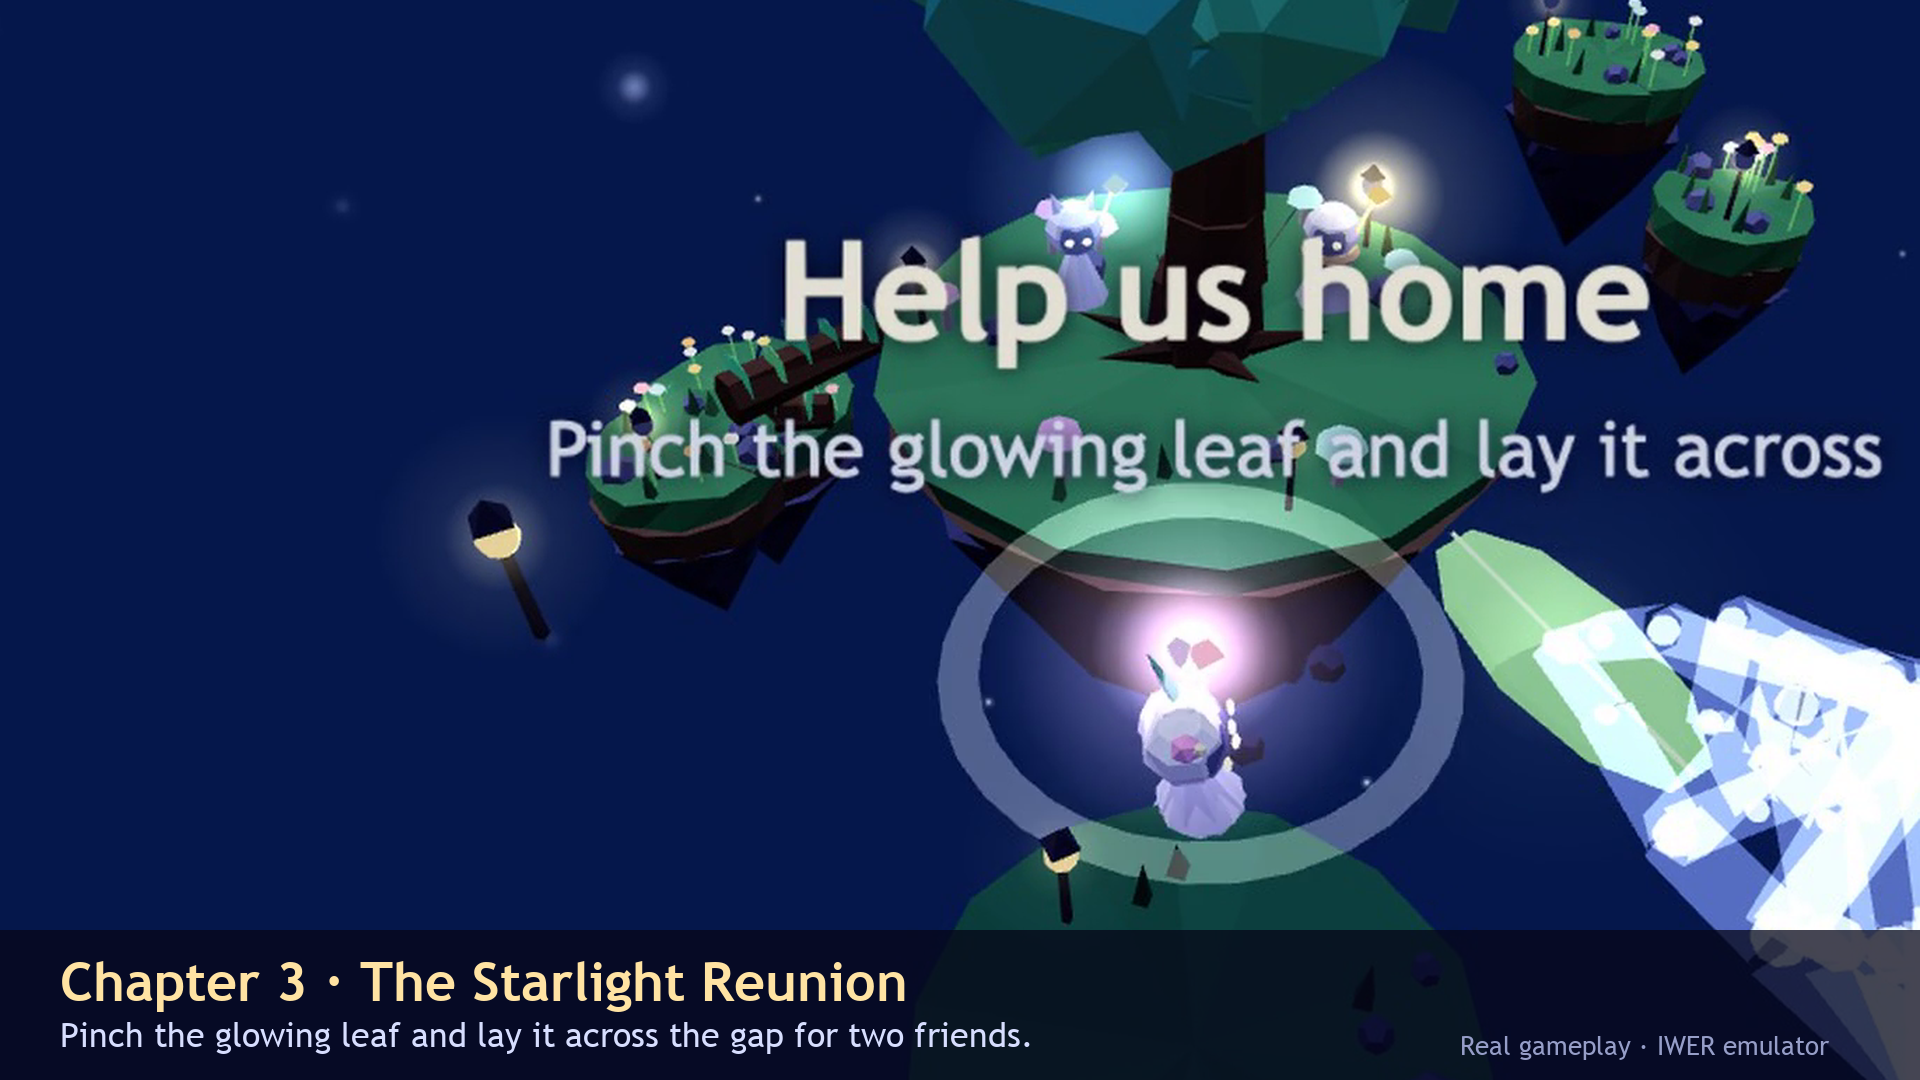 Help us home
Pinch the glowing leaf and lay it across
Chapter 3 · The Starlight Reunion
Pinch the glowing leaf and lay it across the gap for two friends.
Real gameplay · IWER emulator